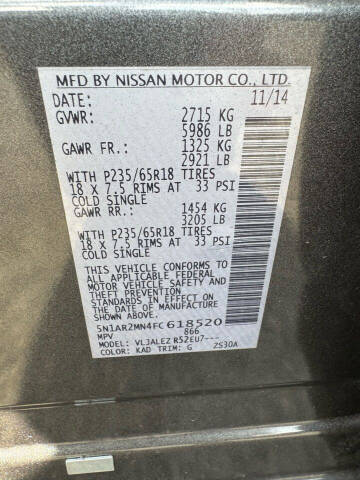 MFD BY NISSAN MOTOR CO., LTD.
DATE: 11/14
GVWR: 2715 KG
5986 LB
GAWR FR.: 1325 KG
2921 LB
WITH P235/65R18 TIRES
18 X 7.5 RIMS AT 33 PSI
COLD SINGLE
GAWR RR.: 1454 KG
3205 LB
WITH P235/65R18 TIRES
18 X 7.5 RIMS AT 33 PSI
COLD SINGLE
THIS VEHICLE CONFORMS TO
ALL APPLICABLE FEDERAL
MOTOR VEHICLE SAFETY
STANDARDS IN EFFECT ON
THE DATE OF MANUFACTURE
SHOWN ABOVE.
5N1AR2MN4FC618520
MPV 866
MODEL: VLJALEZ R52EU7---
COLOR: KAD TRIM: G ZS30A